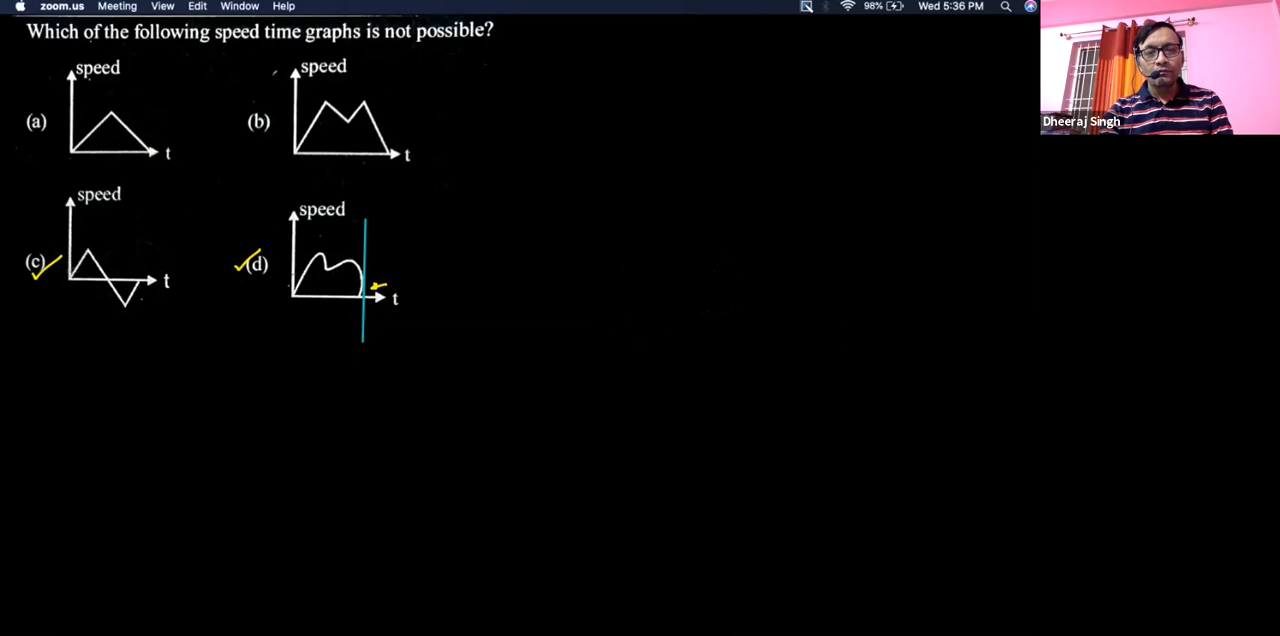 zoom.us Meeting View Edit Window Help 98% Wed 5:36 PM
Which of the following speed time graphs is not possible?
speed
(a)
t
speed
(b)
t
speed
(c)
t
speed
(d)
t
Dheeraj Singh